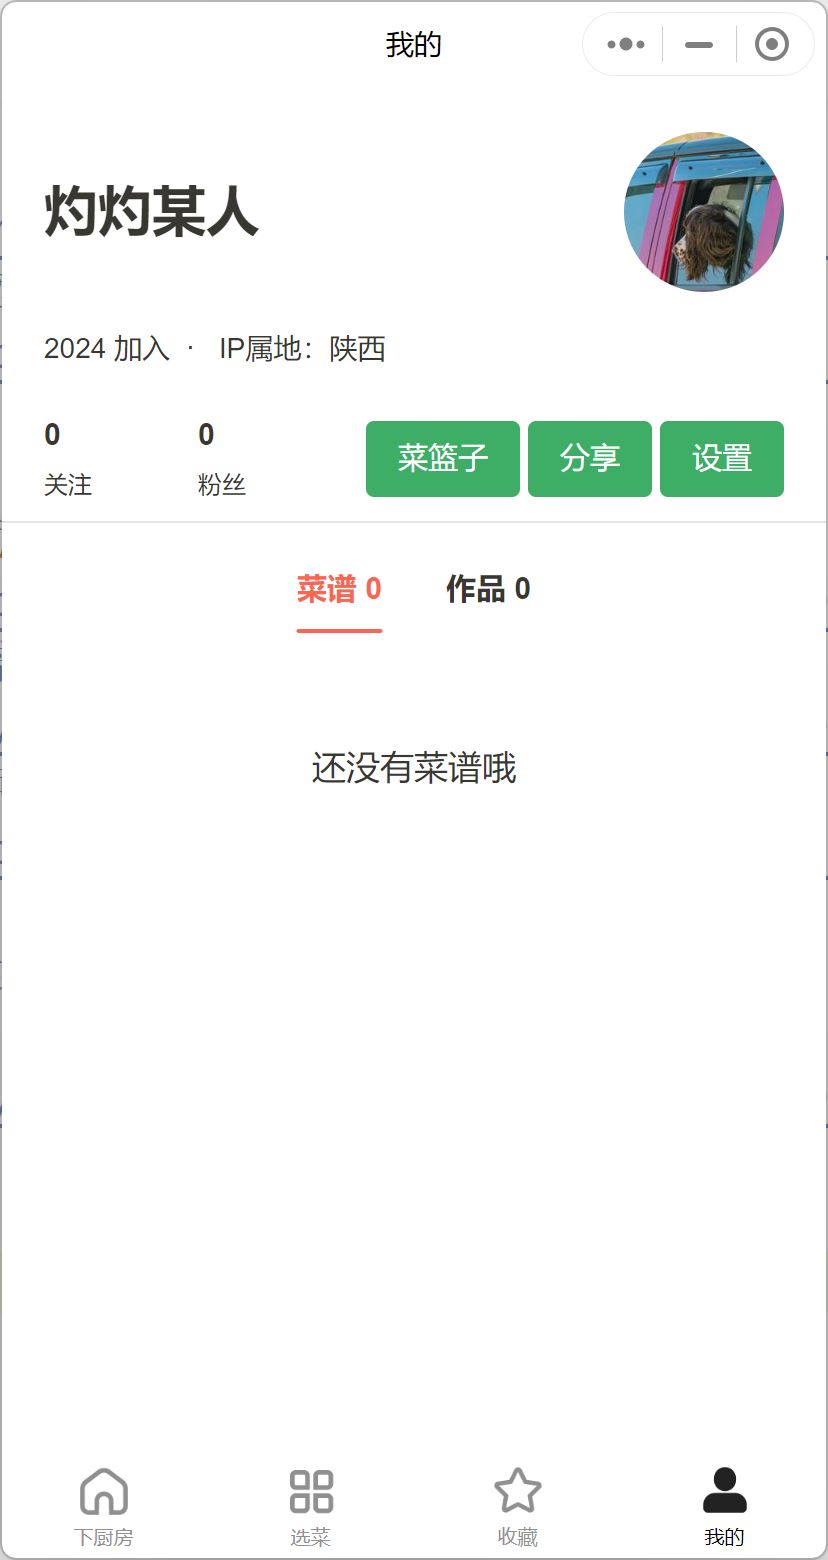 我的
灼灼某人
2024 加入 · IP属地：陕西
0 0
关注 粉丝
菜篮子 分享 设置
菜谱 0 作品 0
还没有菜谱哦
下厨房 选菜 收藏 我的